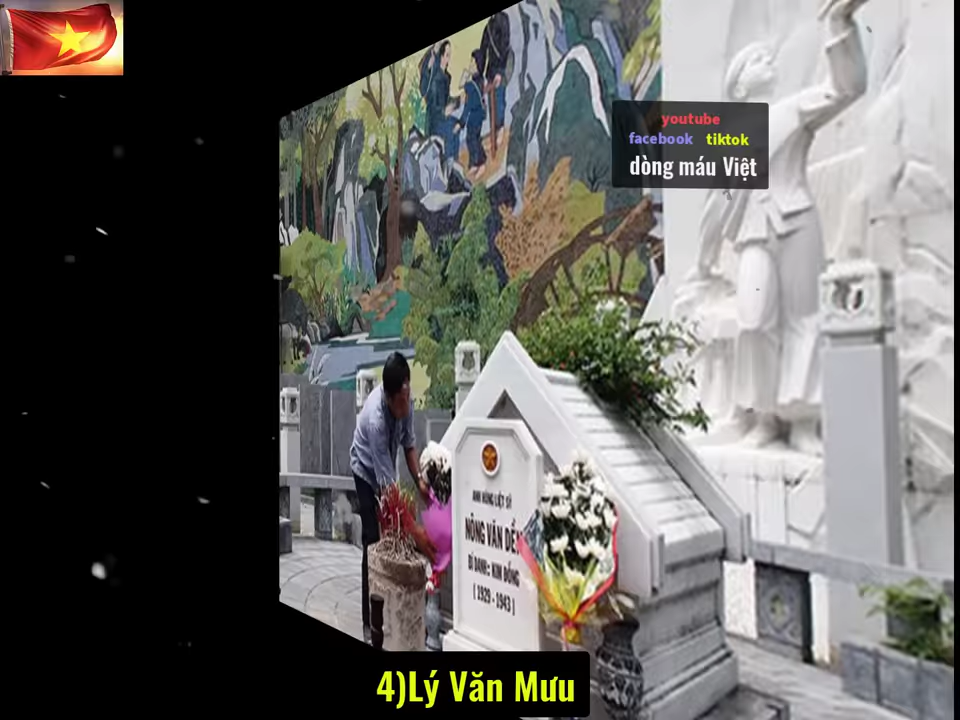 youtube
facebook tiktok
dòng máu Việt
ANH HÙNG LIỆT SỸ
NÔNG VĂN DỀN
BÍ DANH: KIM ĐỒNG
(1929 - 1943)
4)Lý Văn Mưu